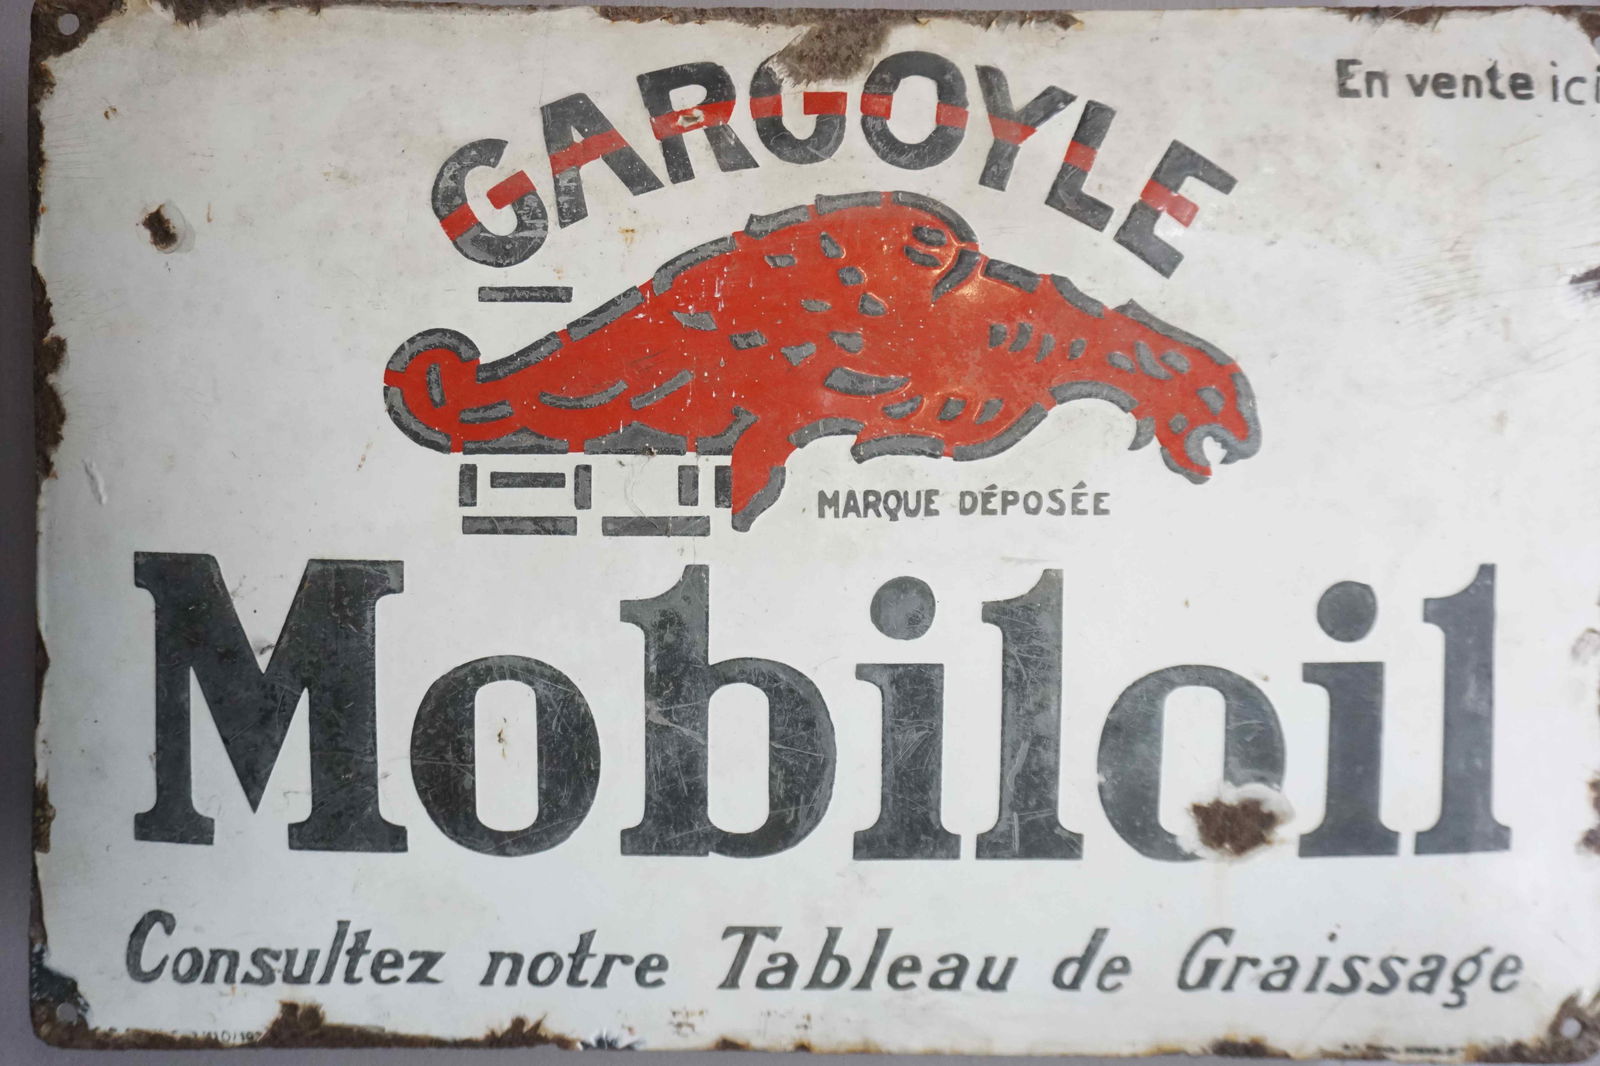 En vente ici
GARGOYLE
MARQUE DÉPOSÉE
Mobiloil
Consultez notre Tableau de Graissage